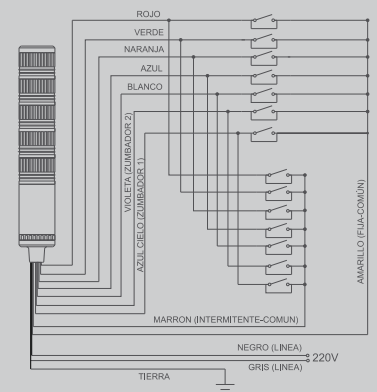 ROJO
VERDE
NARANJA
AZUL
BLANCO
VIOLETA (ZUMBADOR 2)
AZUL CIELO (ZUMBADOR 1)
AMARILLO (FIJA-COMÚN)
MARRON (INTERMITENTE-COMUN)
NEGRO (LINEA)
220V
GRIS (LINEA)
TIERRA